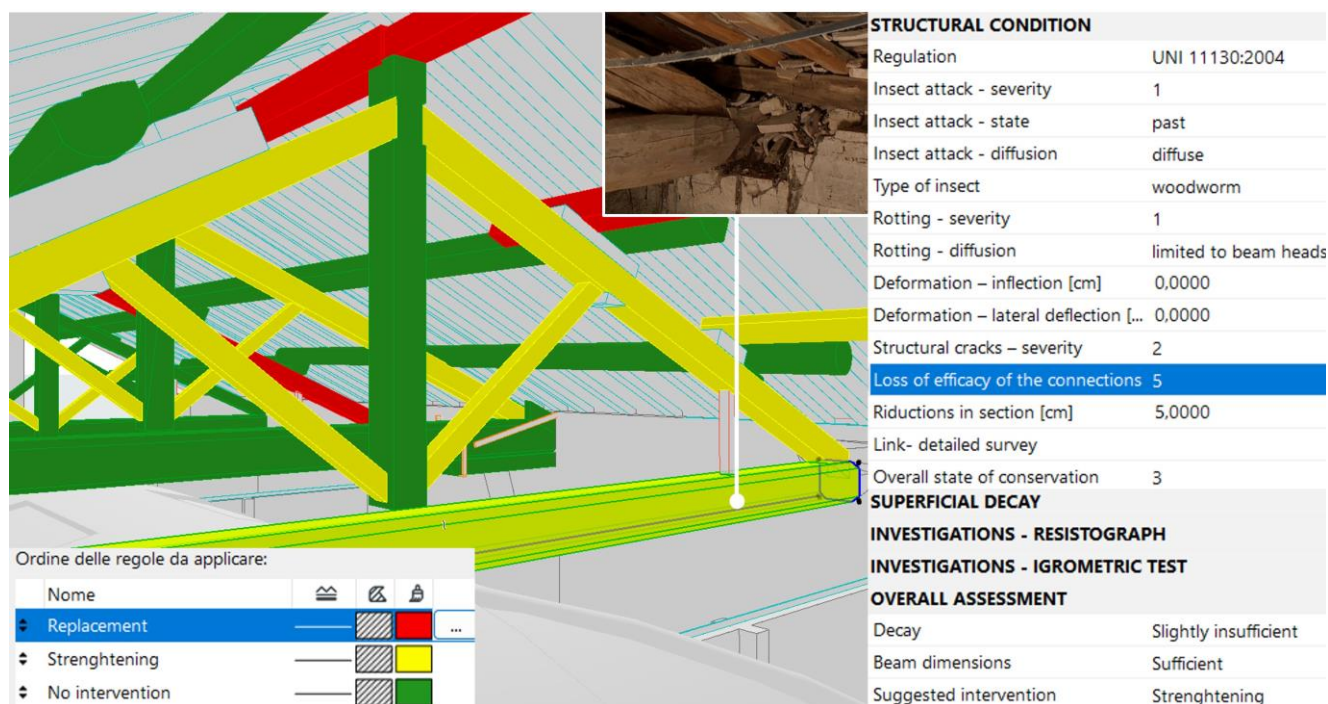 STRUCTURAL CONDITION
Regulation UNI 11130:2004
Insect attack - severity 1
Insect attack - state past
Insect attack - diffusion diffuse
Type of insect woodworm
Rotting - severity 1
Rotting - diffusion limited to beam heads
Deformation – inflection [cm] 0,0000
Deformation – lateral deflection [... 0,0000
Structural cracks – severity 2
Loss of efficacy of the connections 5
Riductions in section [cm] 5,0000
Link- detailed survey
Overall state of conservation 3
SUPERFICIAL DECAY
INVESTIGATIONS - RESISTOGRAPH
INVESTIGATIONS - IGROMETRIC TEST
OVERALL ASSESSMENT
Decay Slightly insufficient
Beam dimensions Sufficient
Suggested intervention Strenghtening
Ordine delle regole da applicare:
Nome
Replacement ...
Strenghtening
No intervention